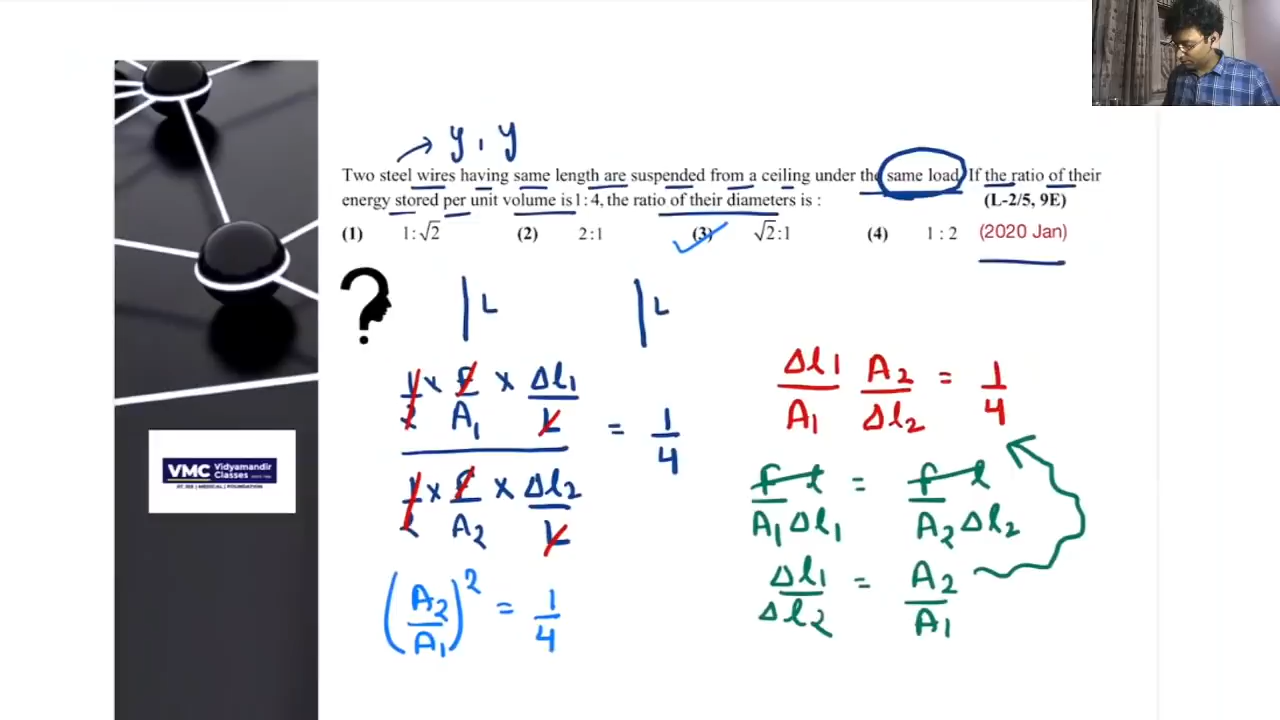 y, y
Two steel wires having same length are suspended from a ceiling under the same load. If the ratio of their
energy stored per unit volume is 1 : 4, the ratio of their diameters is :
(L-2/5, 9E)
(1) 1:√2 (2) 2:1 (3) √2:1 (4) 1 : 2 (2020 Jan)
L L
1/2 × F/A₁ × Δl₁/L
1/2 × F/A₂ × Δl₂/L
= 1/4
(A₂/A₁)² = 1/4
Δl₁/A₁ A₂/Δl₂ = 1/4
f l/A₁Δl₁ = f l/A₂Δl₂
Δl₁/Δl₂ = A₂/A₁
VMC Vidyamandir
Classes
IIT JEE | MEDICAL | FOUNDATION